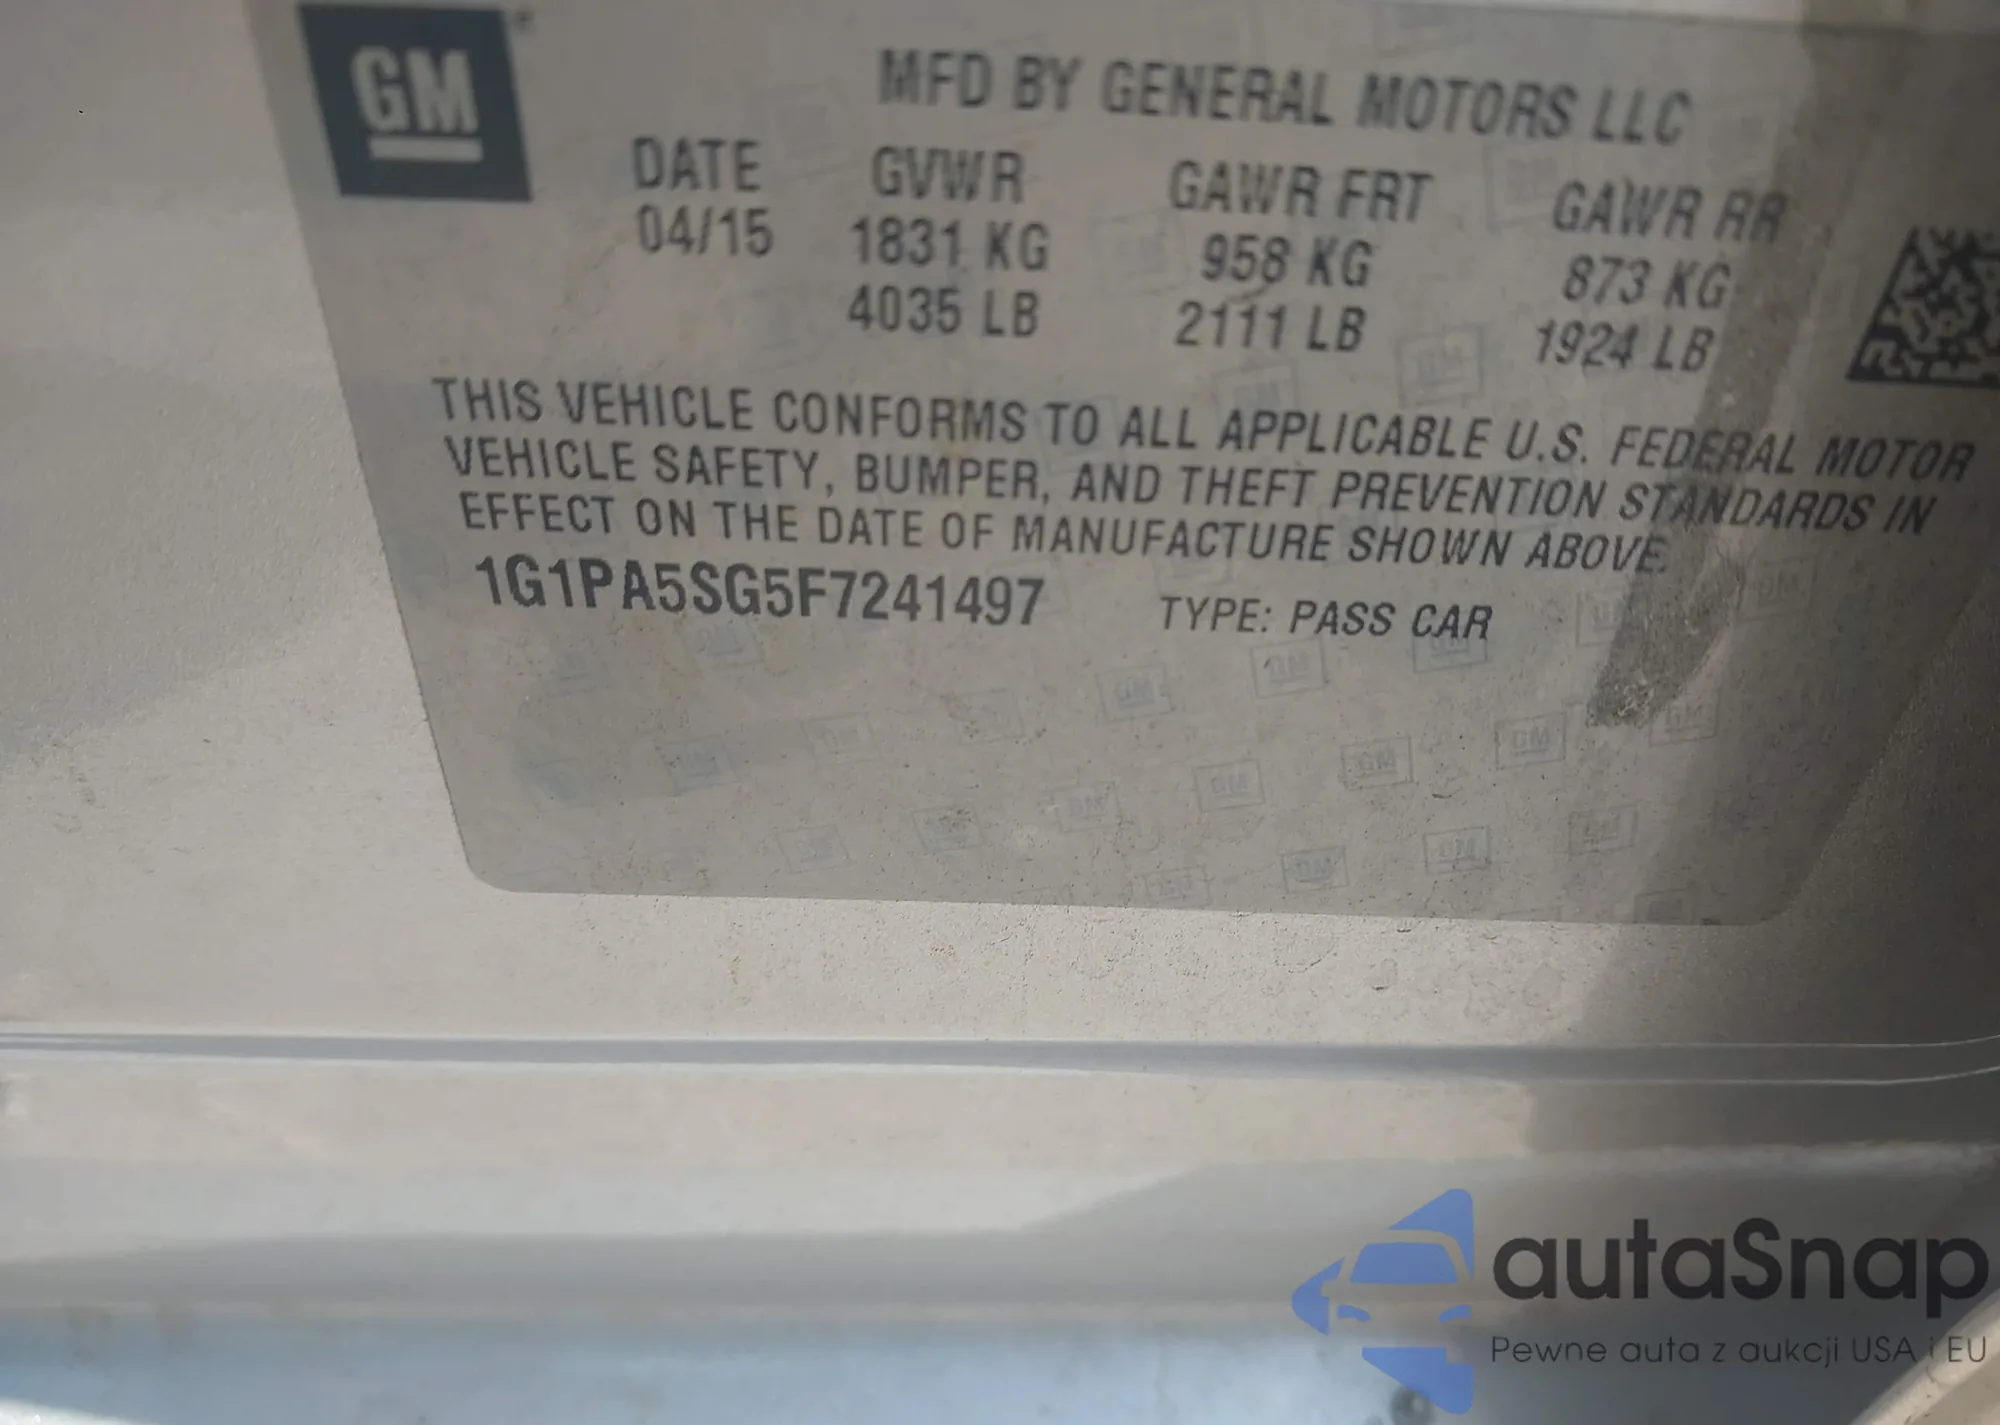 GM
MFD BY GENERAL MOTORS LLC
DATE GVWR GAWR FRT GAWR RR
04/15 1831 KG 958 KG 873 KG
4035 LB 2111 LB 1924 LB
THIS VEHICLE CONFORMS TO ALL APPLICABLE U.S. FEDERAL MOTOR
VEHICLE SAFETY, BUMPER, AND THEFT PREVENTION STANDARDS IN
EFFECT ON THE DATE OF MANUFACTURE SHOWN ABOVE.
1G1PA5SG5F7241497 TYPE: PASS CAR
autaSnap
Pewne auta z aukcji USA i EU